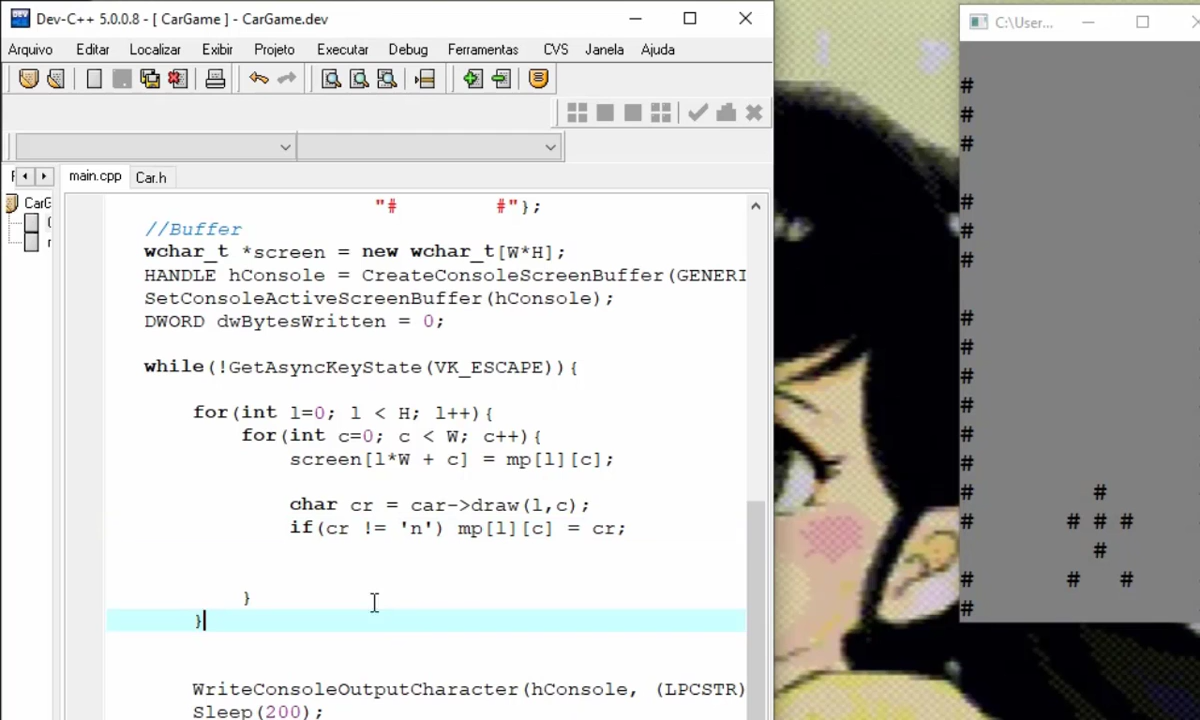 Dev-C++ 5.0.0.8 - [ CarGame ] - CarGame.dev
Arquivo Editar Localizar Exibir Projeto Executar Debug Ferramentas CVS Janela Ajuda
main.cpp Car.h
CarG
"# #"};
//Buffer
wchar_t *screen = new wchar_t[W*H];
HANDLE hConsole = CreateConsoleScreenBuffer(GENERI
SetConsoleActiveScreenBuffer(hConsole);
DWORD dwBytesWritten = 0;
while(!GetAsyncKeyState(VK_ESCAPE)){
for(int l=0; l < H; l++){
for(int c=0; c < W; c++){
screen[l*W + c] = mp[l][c];
char cr = car->draw(l,c);
if(cr != 'n') mp[l][c] = cr;
}
}
WriteConsoleOutputCharacter(hConsole, (LPCSTR)
Sleep(200);
C:\User...
#
#
#
#
#
#
#
#
#
#
#
#
# #
# # # #
#
# # #
#